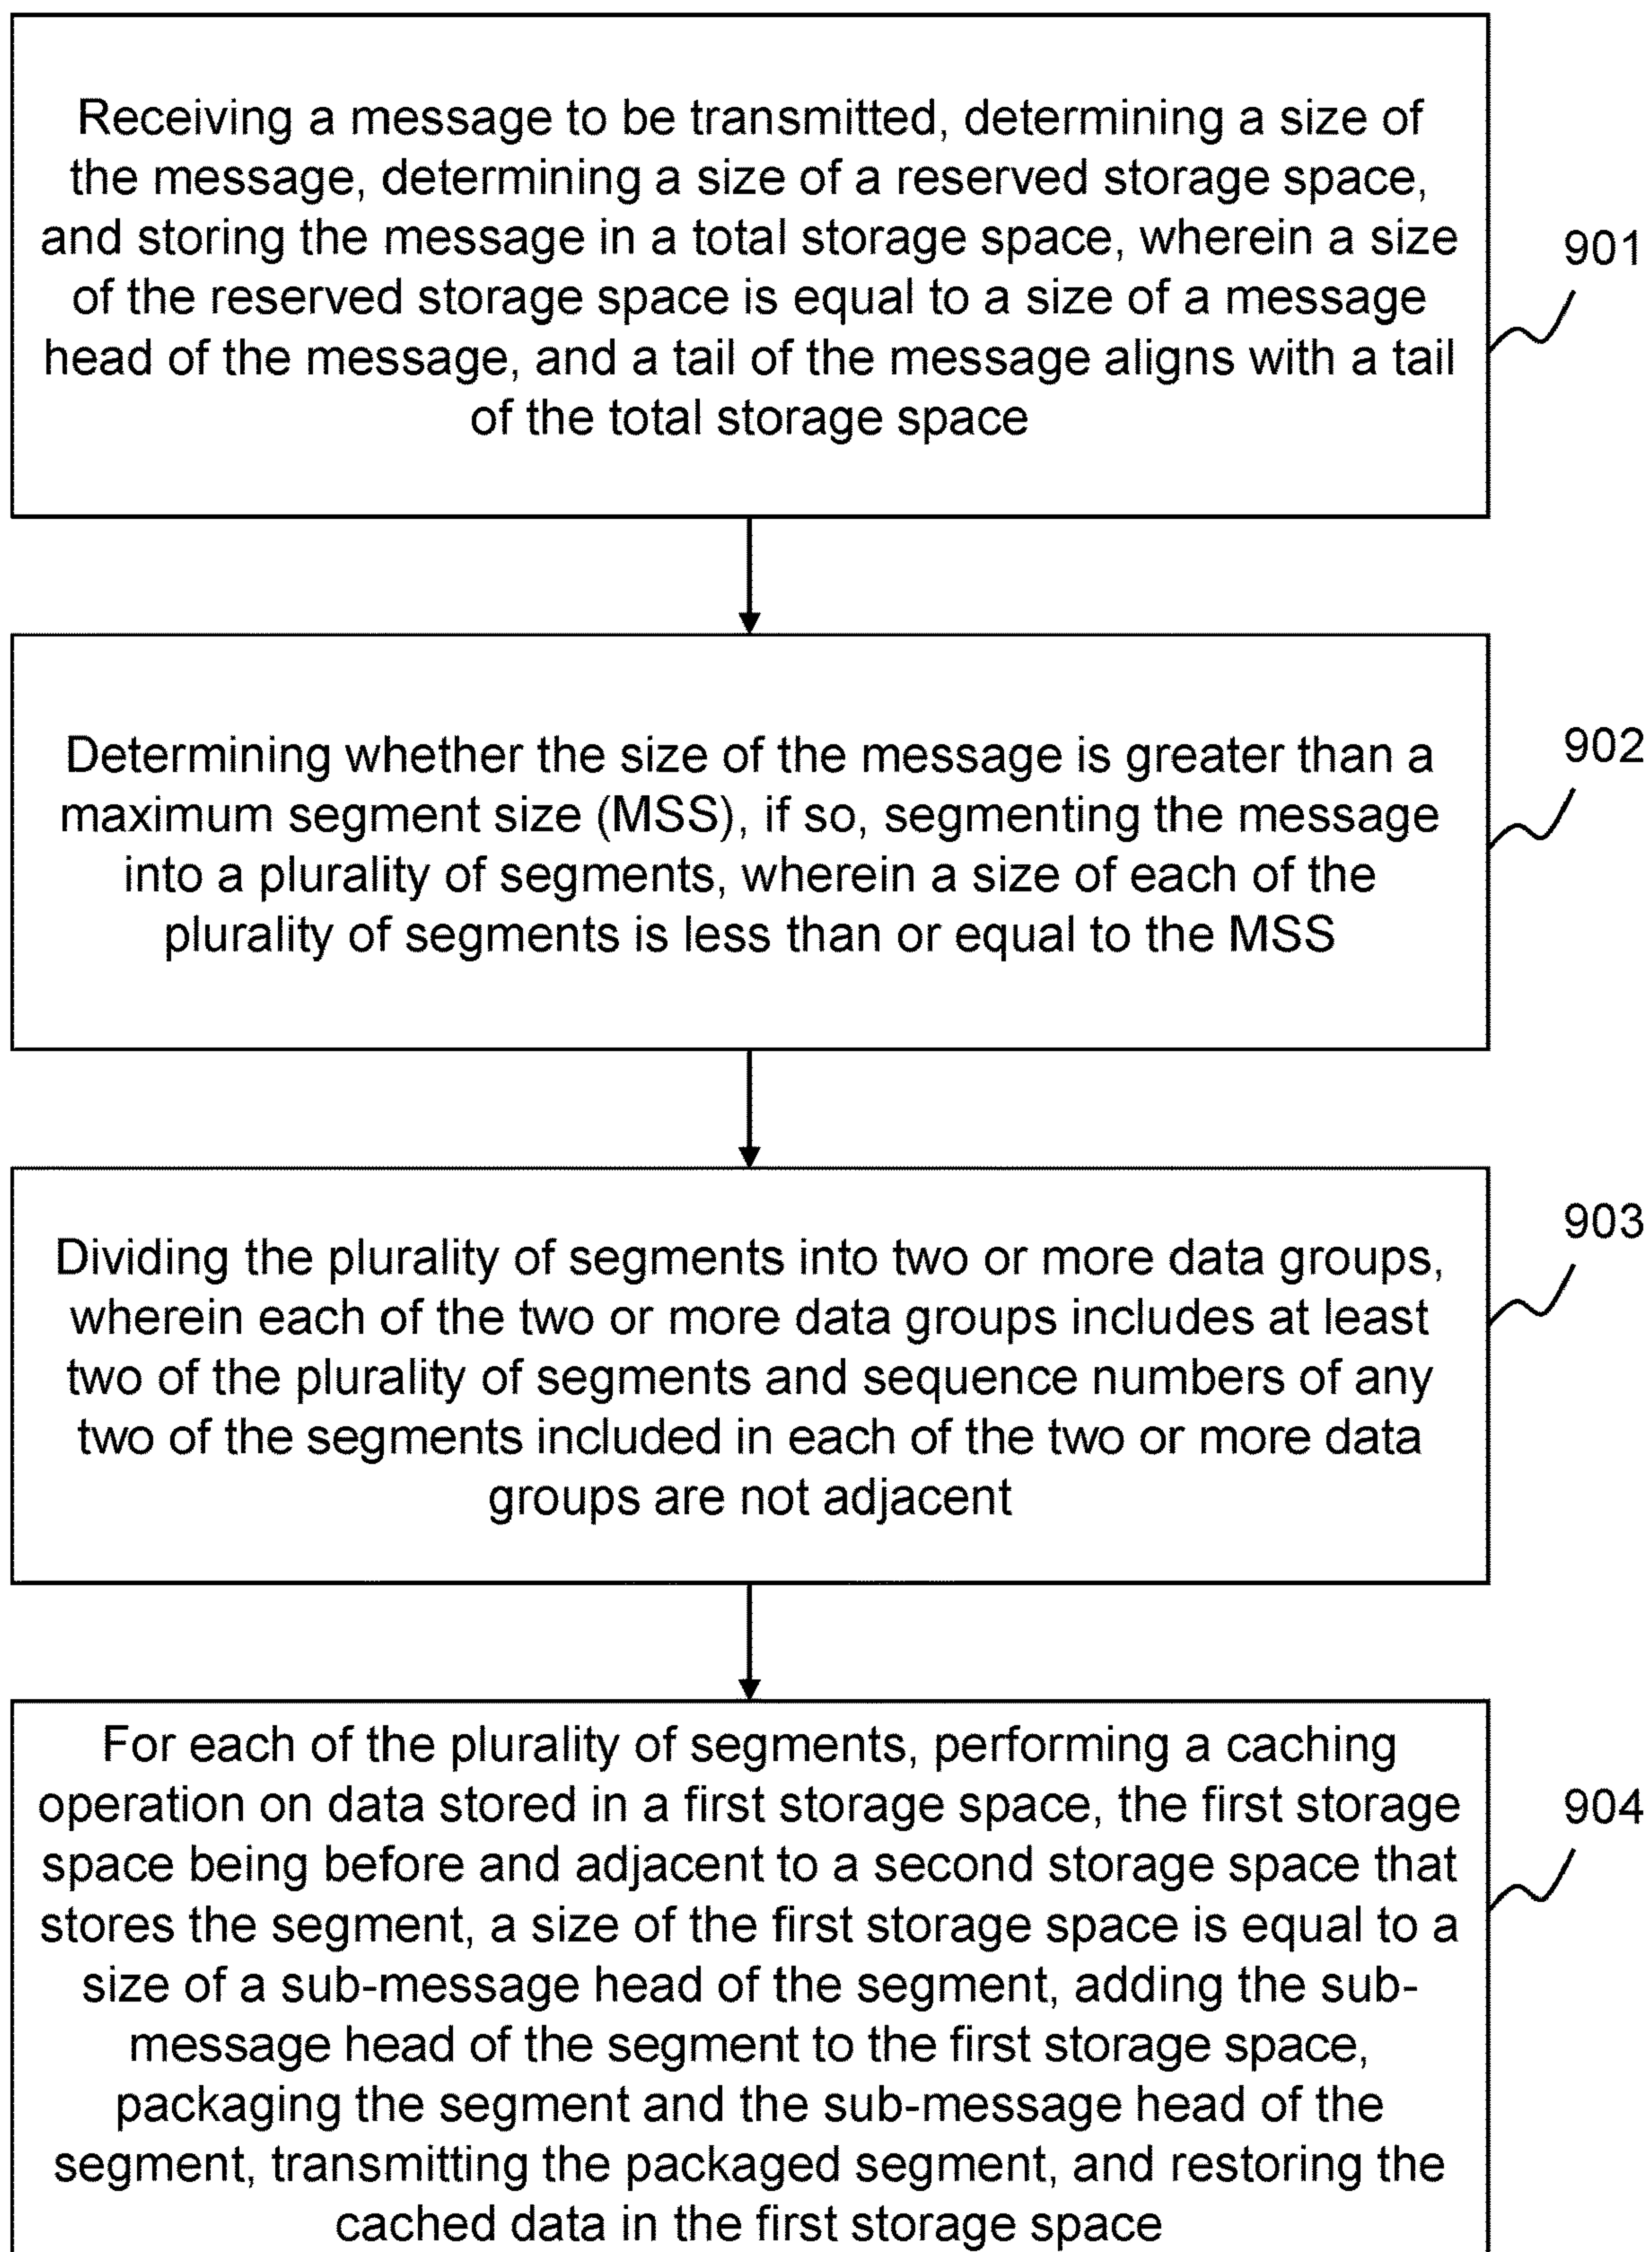 Receiving a message to be transmitted, determining a size of
the message, determining a size of a reserved storage space,
and storing the message in a total storage space, wherein a size
of the reserved storage space is equal to a size of a message
head of the message, and a tail of the message aligns with a tail
of the total storage space
901
Determining whether the size of the message is greater than a
maximum segment size (MSS), if so, segmenting the message
into a plurality of segments, wherein a size of each of the
plurality of segments is less than or equal to the MSS
902
Dividing the plurality of segments into two or more data groups,
wherein each of the two or more data groups includes at least
two of the plurality of segments and sequence numbers of any
two of the segments included in each of the two or more data
groups are not adjacent
903
For each of the plurality of segments, performing a caching
operation on data stored in a first storage space, the first storage
space being before and adjacent to a second storage space that
stores the segment, a size of the first storage space is equal to a
size of a sub-message head of the segment, adding the sub-
message head of the segment to the first storage space,
packaging the segment and the sub-message head of the
segment, transmitting the packaged segment, and restoring the
cached data in the first storage space
904